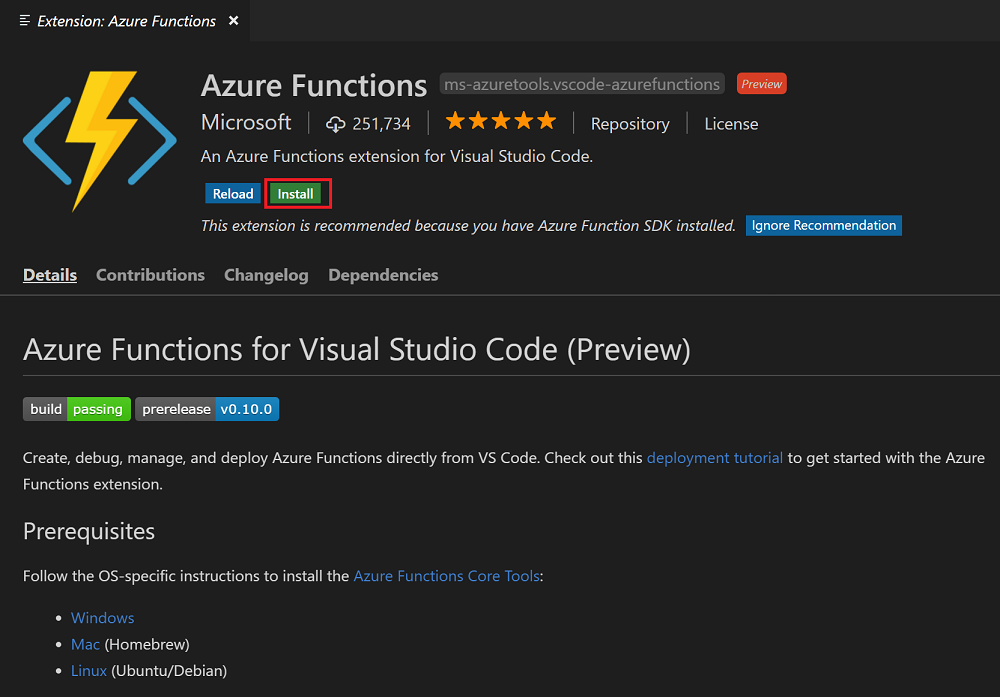 Extension: Azure Functions
Azure Functions ms-azuretools.vscode-azurefunctions Preview
Microsoft 251,734 Repository License
An Azure Functions extension for Visual Studio Code.
Reload Install
This extension is recommended because you have Azure Function SDK installed. Ignore Recommendation
Details Contributions Changelog Dependencies
Azure Functions for Visual Studio Code (Preview)
build passing prerelease v0.10.0
Create, debug, manage, and deploy Azure Functions directly from VS Code. Check out this deployment tutorial to get started with the Azure
Functions extension.
Prerequisites
Follow the OS-specific instructions to install the Azure Functions Core Tools:
• Windows
• Mac (Homebrew)
• Linux (Ubuntu/Debian)